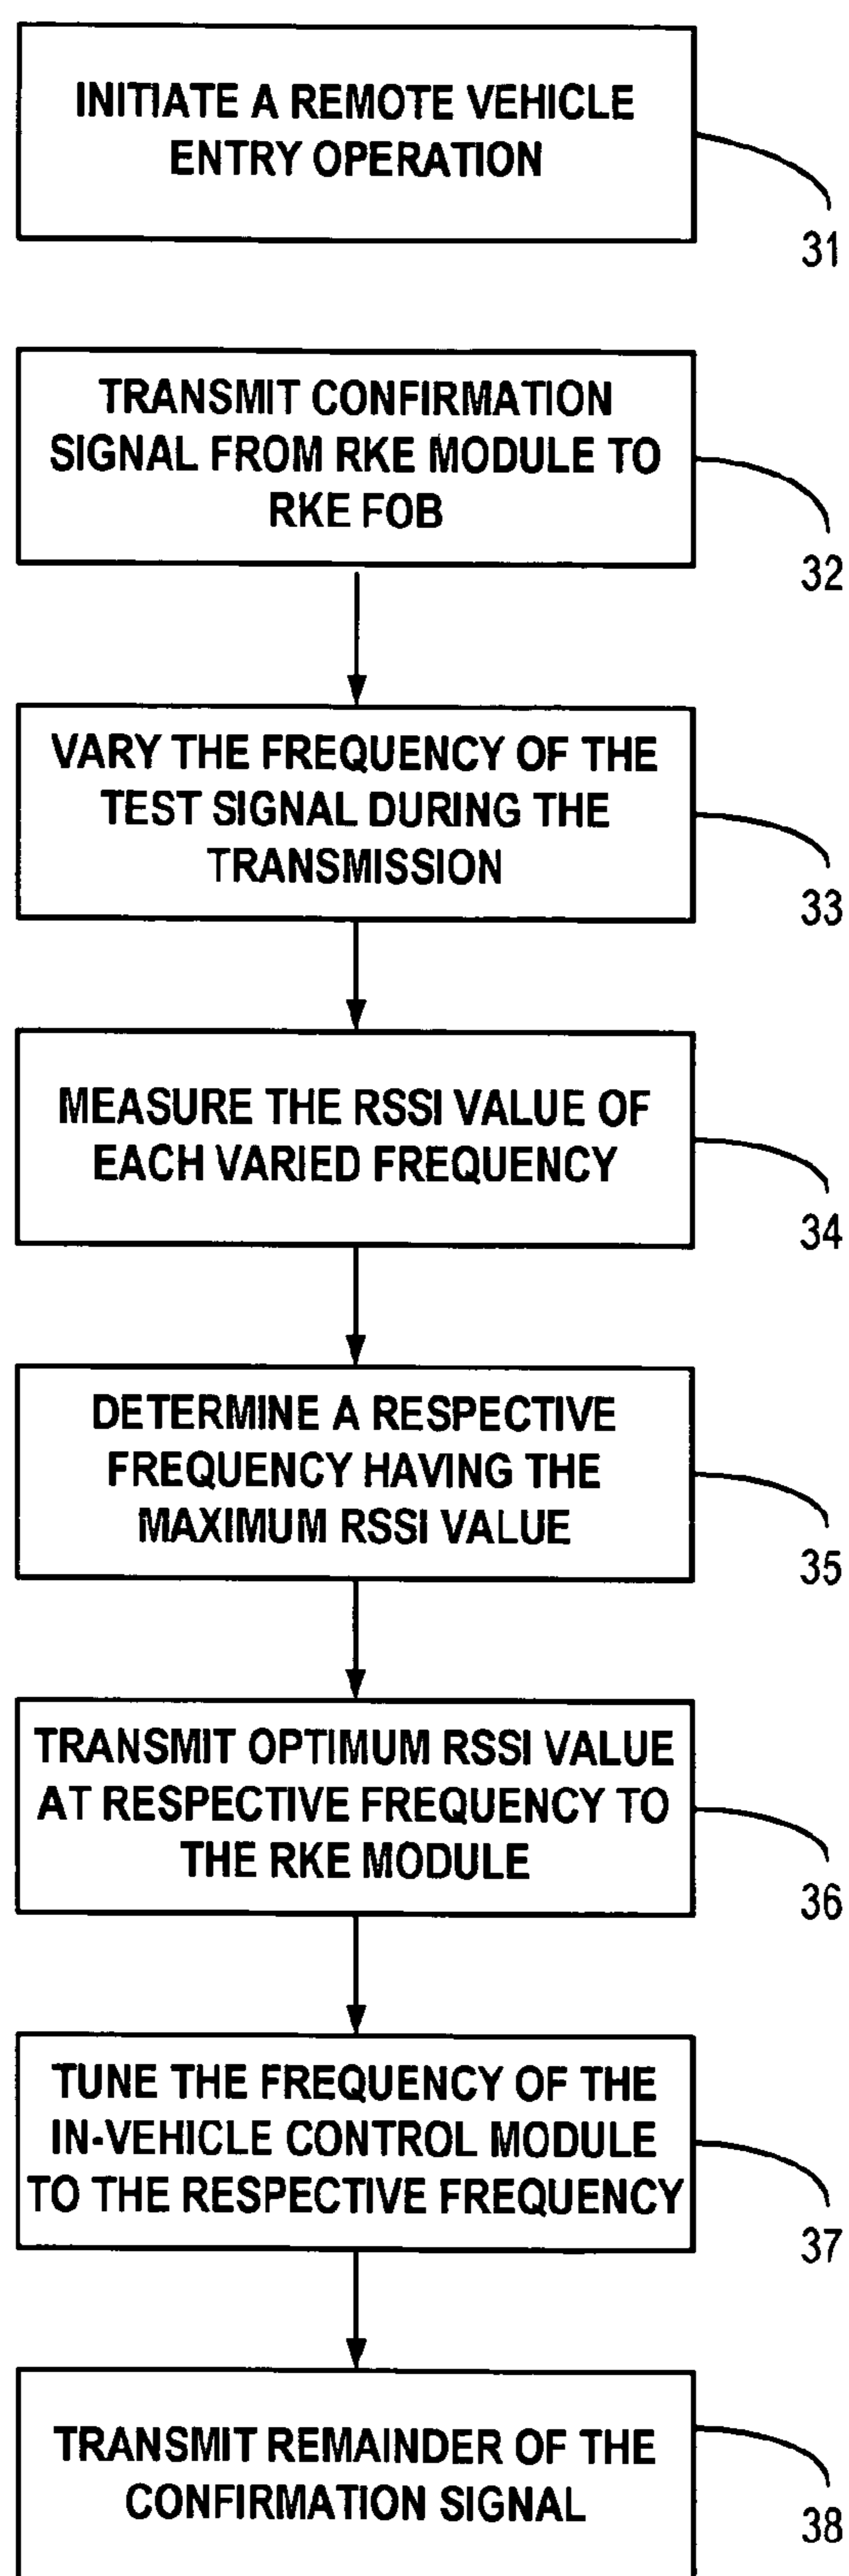 INITIATE A REMOTE VEHICLE
ENTRY OPERATION
31
TRANSMIT CONFIRMATION
SIGNAL FROM RKE MODULE TO
RKE FOB
32
VARY THE FREQUENCY OF THE
TEST SIGNAL DURING THE
TRANSMISSION
33
MEASURE THE RSSI VALUE OF
EACH VARIED FREQUENCY
34
DETERMINE A RESPECTIVE
FREQUENCY HAVING THE
MAXIMUM RSSI VALUE
35
TRANSMIT OPTIMUM RSSI VALUE
AT RESPECTIVE FREQUENCY TO
THE RKE MODULE
36
TUNE THE FREQUENCY OF THE
IN-VEHICLE CONTROL MODULE
TO THE RESPECTIVE FREQUENCY
37
TRANSMIT REMAINDER OF THE
CONFIRMATION SIGNAL
38